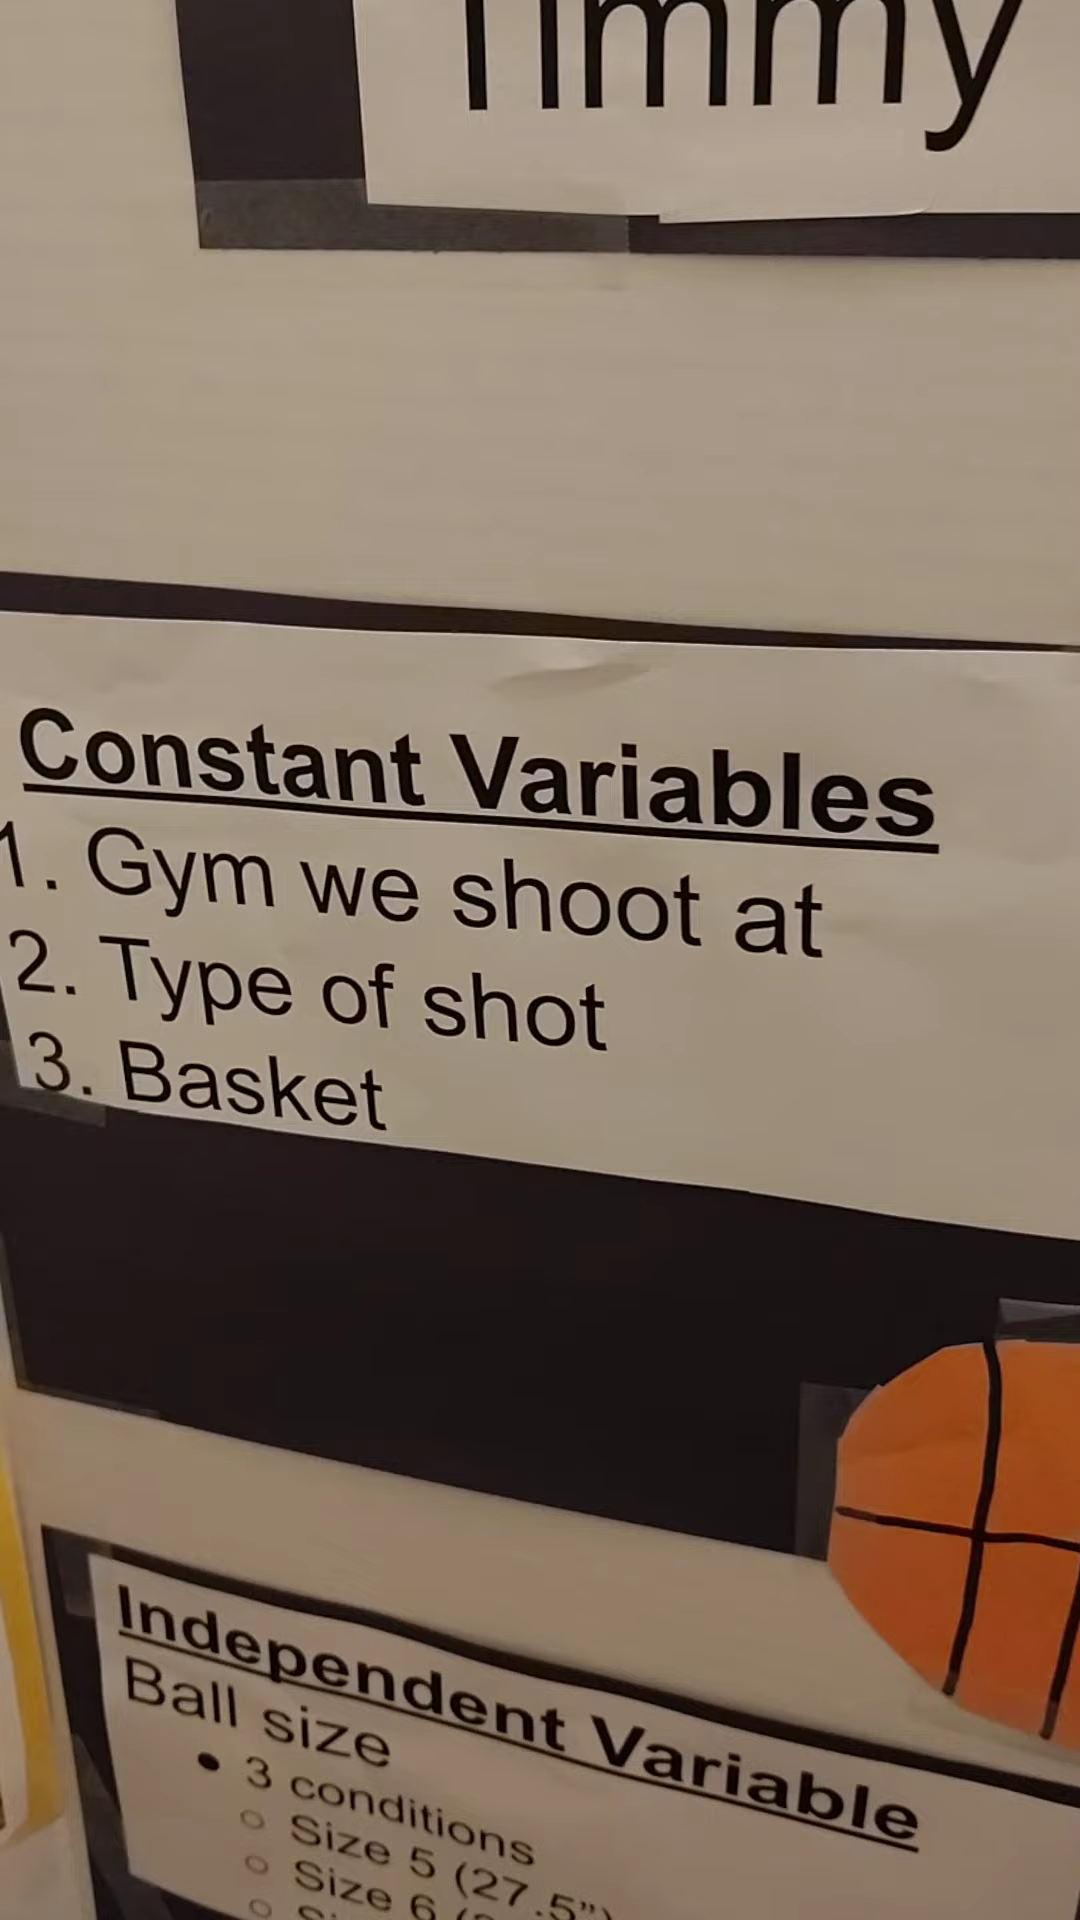 Timmy
Constant Variables
1. Gym we shoot at
2. Type of shot
3. Basket
Independent Variable
Ball size
• 3 conditions
○ Size 5 (27.5")
○ Size 6